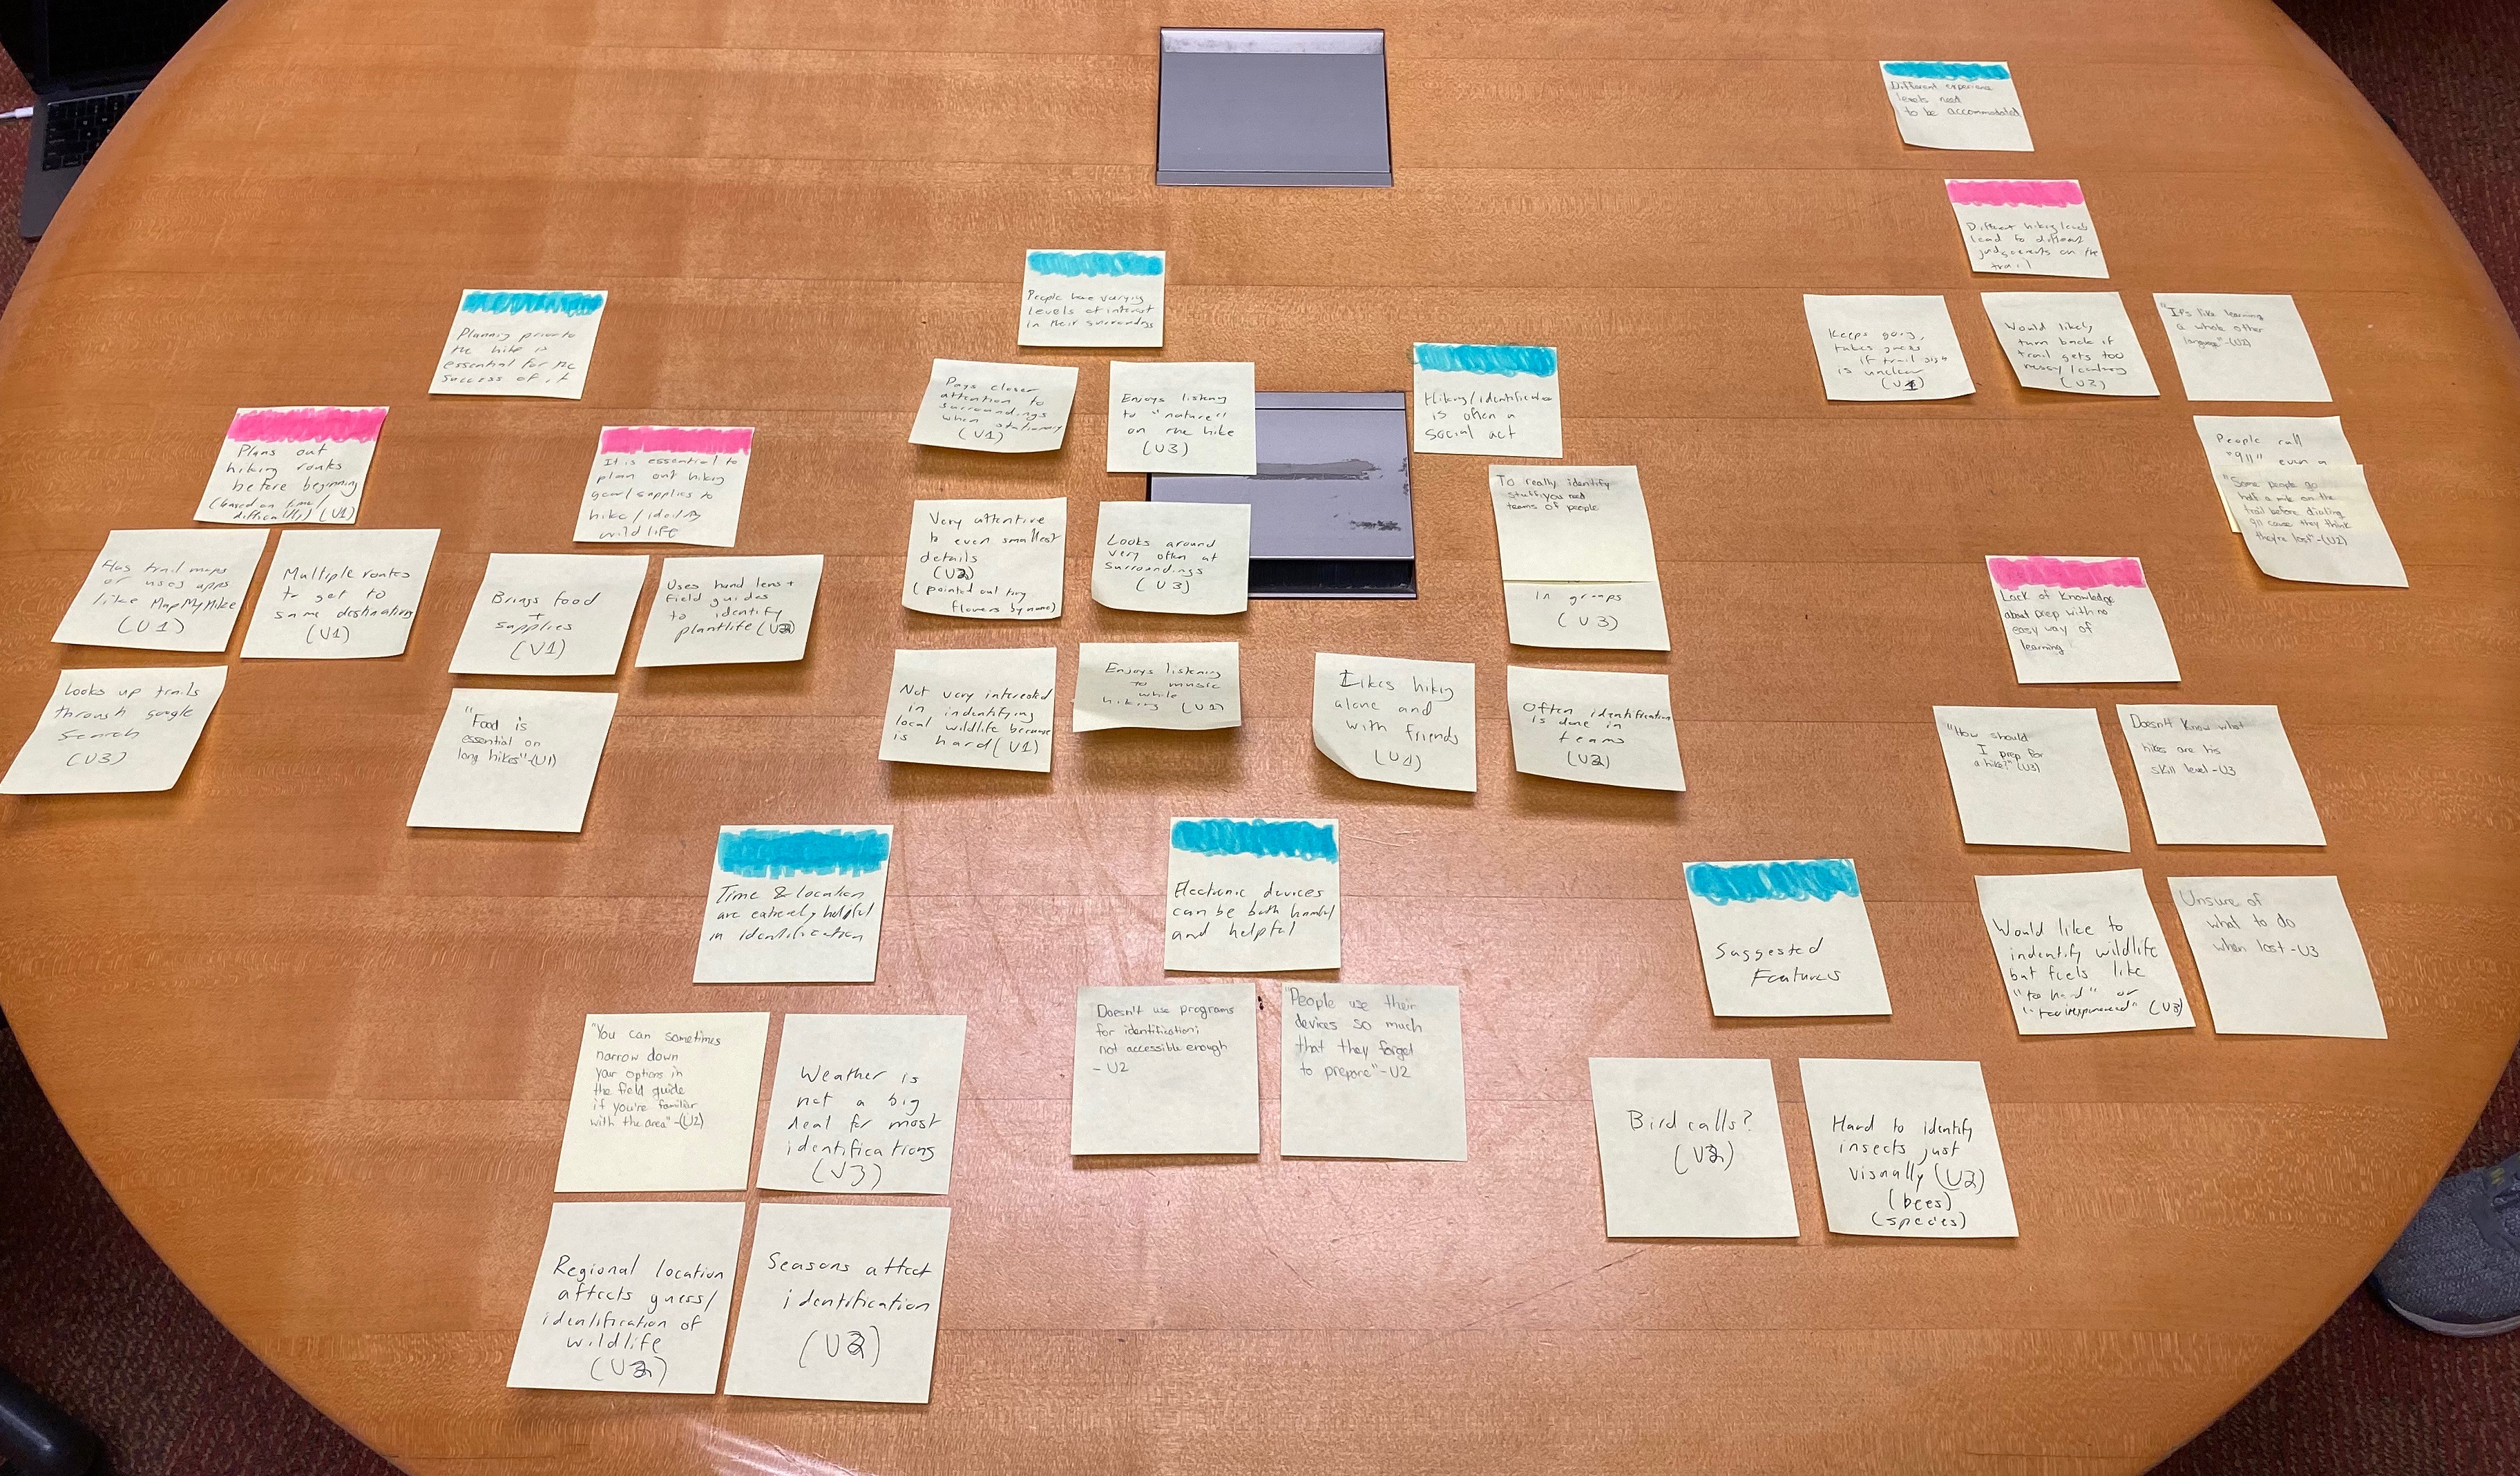 Different experience
levels need
to be accommodated
Different hiking levels
lead to different
judgements on the
trail
Keeps going,
takes guess
if trail sign
is unclear
(U1)
Would likely
turn back if
trail gets too
messy/
(U2)
"It's like learning
a whole other
language"-(U2)
People call
"911" even a
"Some people go
half a mile on the
trail before dialing
911 cause they think
they're lost"-(U2)
Lack of knowledge
about prep with no
easy way of
learning
"How should
I prep for
a hike?"(U3)
Doesn't know what
hikes are his
skill level-U3
Would like to
indentify wildlife
but feels like
"too hard" or
(U3)
Unsure of
what to do
when lost-U3
Planning prior to
the hike is
essential for the
success of it
Plans out
hiking routes
before beginning
(based on time/
difficulty) (U1)
Has trail maps
or uses apps
like MapMyHike
(U1)
Multiple routes
to get to
same destination
(U1)
Looks up trails
through google
search
(U3)
It is essential to
plan out hiking
gear/supplies to
hike/identify
wildlife
Brings food
+
supplies
(U1)
Uses hand lens +
field guides
to identify
plantlife (U2)
"Food is
essential on
long hikes"-(U1)
People have varying
levels of interest
in their surroundings
Pays closer
attention to
surroundings
when stationary
(U1)
Enjoys listening
to "nature"
on the hike
(U3)
Very attentive
to even smallest
details
(U2)
(pointed out tiny
flowers by name)
Looks around
very often at
surroundings
(U3)
Not very interested
in indentifying
local wildlife because
is hard (U1)
Enjoys listening
to music
while
hiking (U1)
Hiking/identification
is often a
social act
To really identify
stuff, you need
teams of people
in groups
(U3)
Likes hiking
alone and
with friends
(U1)
Often identification
is done in
teams
(U2)
Time & location
are extremely helpful
in identification
"You can sometimes
narrow down
your options in
the field guide
if you're familiar
with the area"-(U2)
Weather is
not a big
deal for most
identifications
(U3)
Regional location
affects guess/
identification of
wildlife
(U2)
Seasons affect
identification
(U2)
Electronic devices
can be both harmful
and helpful
Doesn't use programs
for identification;
not accessible enough
- U2
"People use their
devices so much
that they forget
to prepare"-U2
Suggested
Features
Bird calls?
(U2)
Hard to identify
insects just
visually (U2)
(bees)
(species)